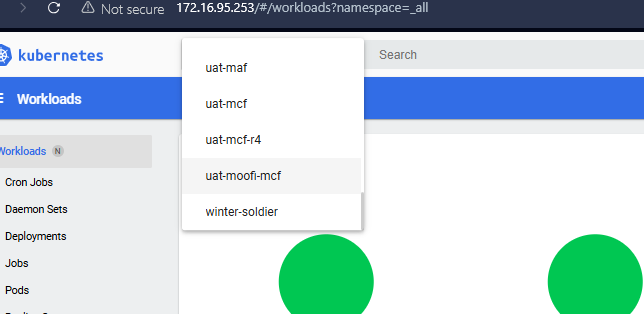 Not secure 172.16.95.253/#/workloads?namespace=_all
kubernetes
Search
uat-maf
Workloads
uat-mcf
uat-mcf-r4
Workloads N
uat-moofi-mcf
Cron Jobs
Daemon Sets
winter-soldier
Deployments
Jobs
Pods